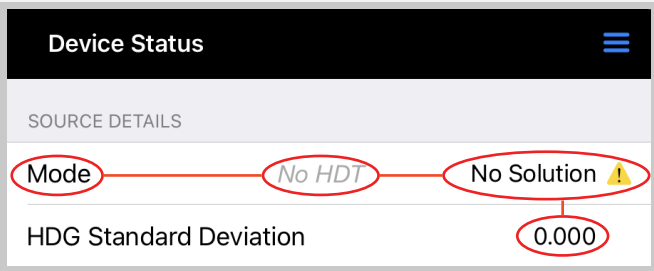 Device Status
SOURCE DETAILS
Mode No HDT No Solution
HDG Standard Deviation 0.000